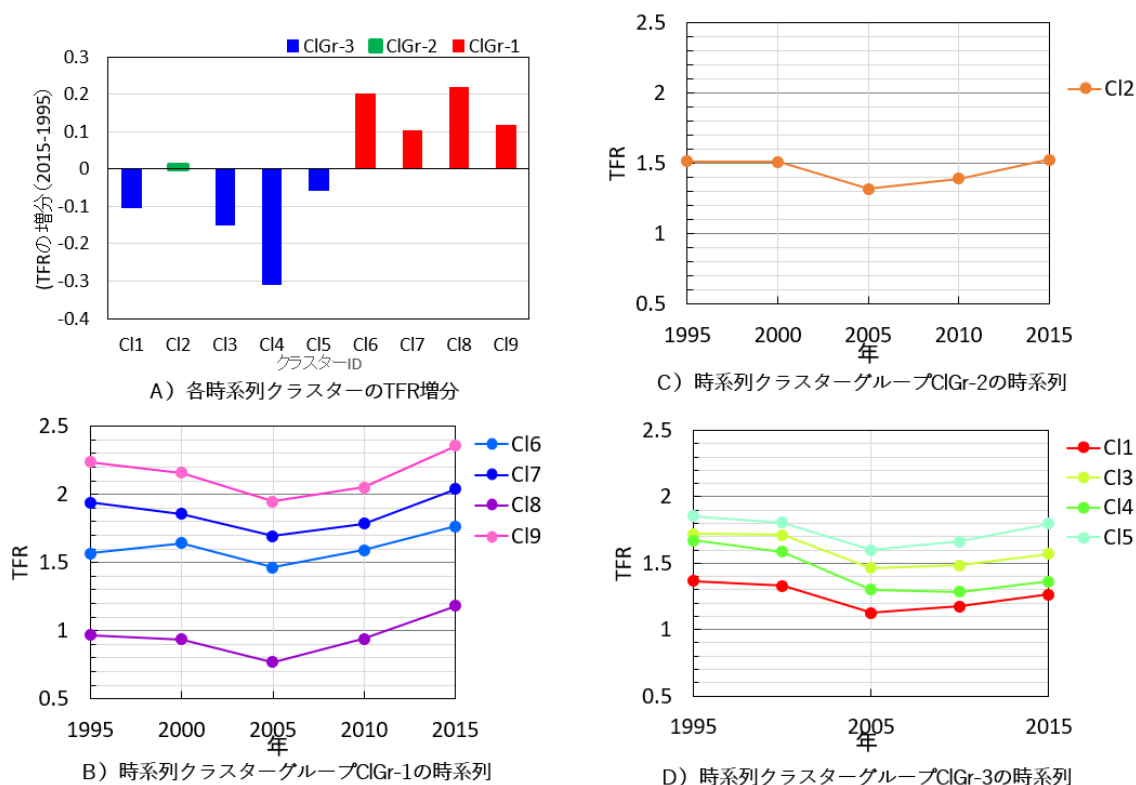 ClGr-3 ClGr-2 ClGr-1
0.3
0.2
0.1
0
-0.1
-0.2
-0.3
-0.4
(TFRの増分(2015-1995)
Cl1 Cl2 Cl3 Cl4 Cl5 Cl6 Cl7 Cl8 Cl9
クラスターID
A）各時系列クラスターのTFR増分
2.5
2
1.5
1
0.5
TFR
Cl2
1995 2000 2005 2010 2015
年
C）時系列クラスターグループClGr-2の時系列
2.5
2
1.5
1
0.5
TFR
Cl6
Cl7
Cl8
Cl9
1995 2000 2005 2010 2015
年
B）時系列クラスターグループClGr-1の時系列
2.5
2
1.5
1
0.5
TFR
Cl1
Cl3
Cl4
Cl5
1995 2005 2015
年
D）時系列クラスターグループClGr-3の時系列